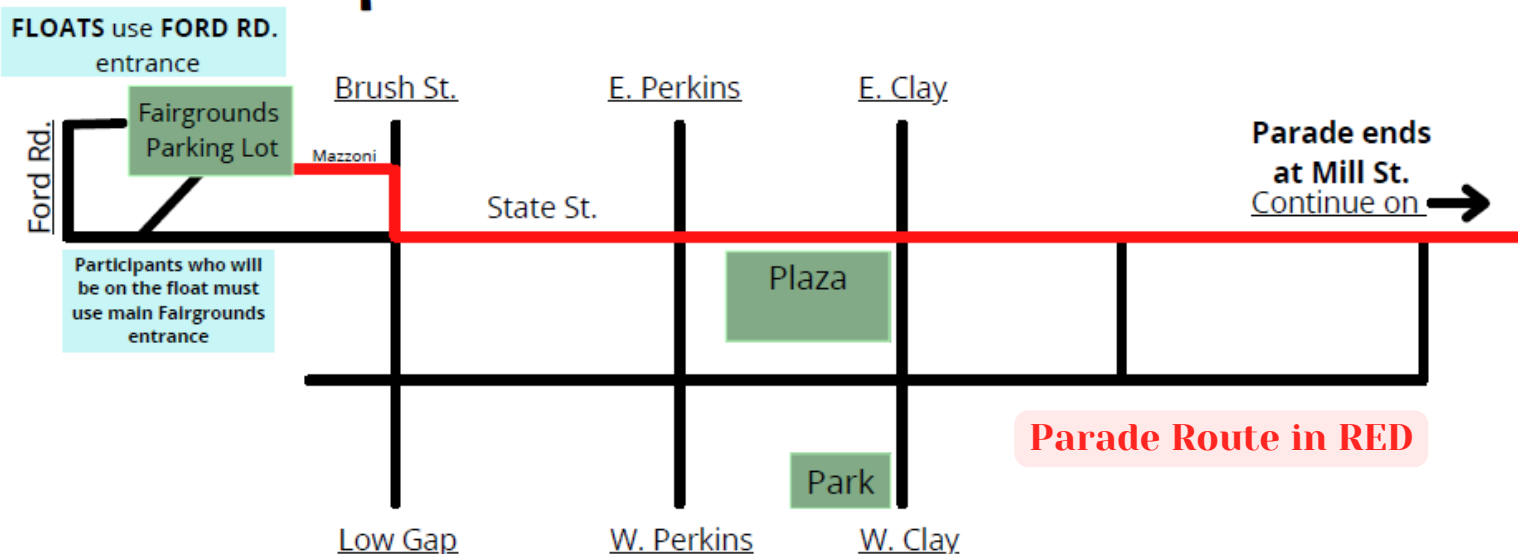 FLOATS use FORD RD.
entrance
Fairgrounds
Parking Lot
Ford Rd.
Brush St.
E. Perkins
E. Clay
Mazzoni
State St.
Parade ends
at Mill St.
Continue on
Participants who will
be on the float must
use main Fairgrounds
entrance
Plaza
Parade Route in RED
Park
Low Gap
W. Perkins
W. Clay